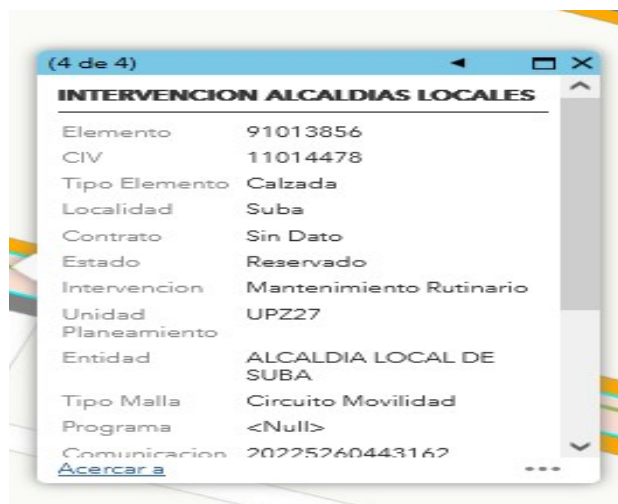 (4 de 4)
INTERVENCION ALCALDIAS LOCALES
Elemento 91013856
CIV 11014478
Tipo Elemento Calzada
Localidad Suba
Contrato Sin Dato
Estado Reservado
Intervencion Mantenimiento Rutinario
Unidad UPZ27
Planeamiento
Entidad ALCALDIA LOCAL DE
SUBA
Tipo Malla Circuito Movilidad
Programa <Null>
Comunicacion 20225260443162
Acercar a